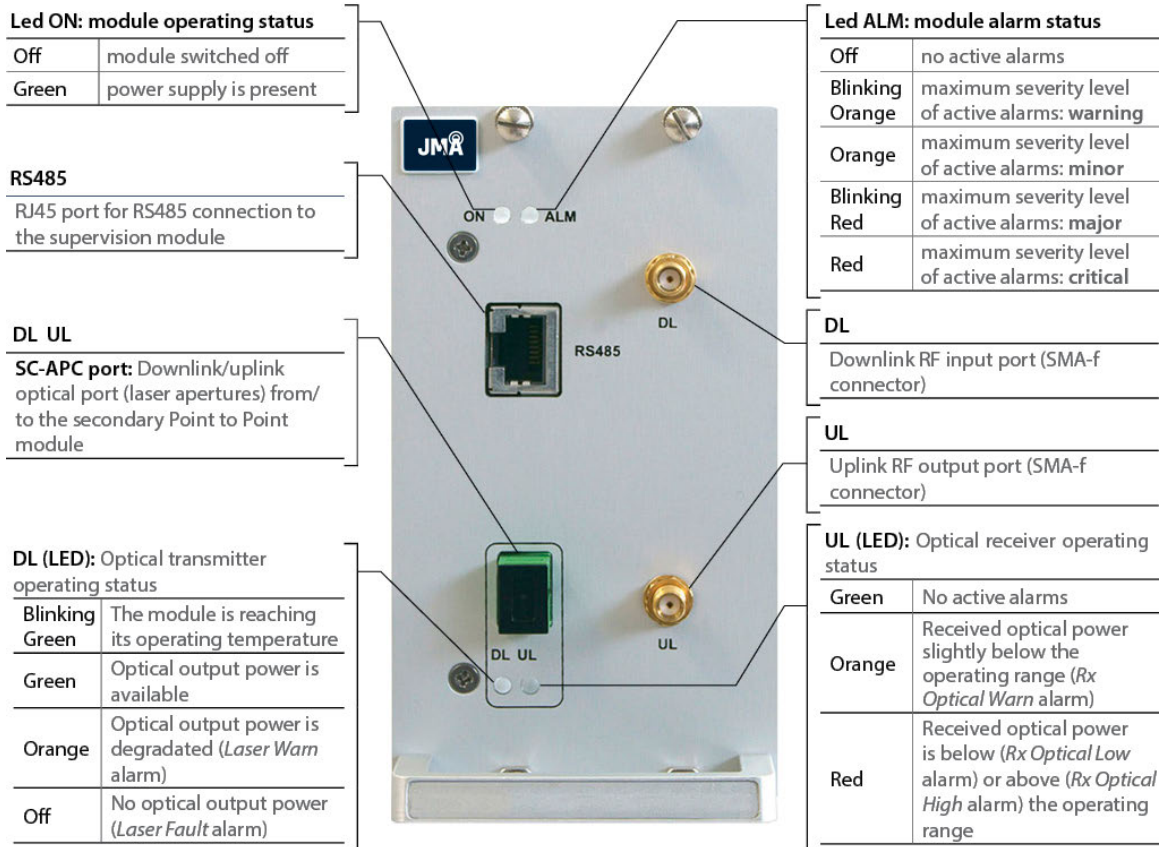 Led ON: module operating status
Off module switched off
Green power supply is present
RS485
RJ45 port for RS485 connection to
the supervision module
DL UL
SC-APC port: Downlink/uplink
optical port (laser apertures) from/
to the secondary Point to Point
module
DL (LED): Optical transmitter
operating status
Blinking
Green
The module is reaching
its operating temperature
Green
Optical output power is
available
Orange
Optical output power is
degradated (Laser Warn
alarm)
Off
No optical output power
(Laser Fault alarm)
JMA
ON ALM
DL
RS485
DL UL
UL
Led ALM: module alarm status
Off no active alarms
Blinking
Orange
maximum severity level
of active alarms: warning
Orange
maximum severity level
of active alarms: minor
Blinking
Red
maximum severity level
of active alarms: major
Red
maximum severity level
of active alarms: critical
DL
Downlink RF input port (SMA-f
connector)
UL
Uplink RF output port (SMA-f
connector)
UL (LED): Optical receiver operating
status
Green No active alarms
Orange
Received optical power
slightly below the
operating range (Rx
Optical Warn alarm)
Red
Received optical power
is below (Rx Optical Low
alarm) or above (Rx Optical
High alarm) the operating
range